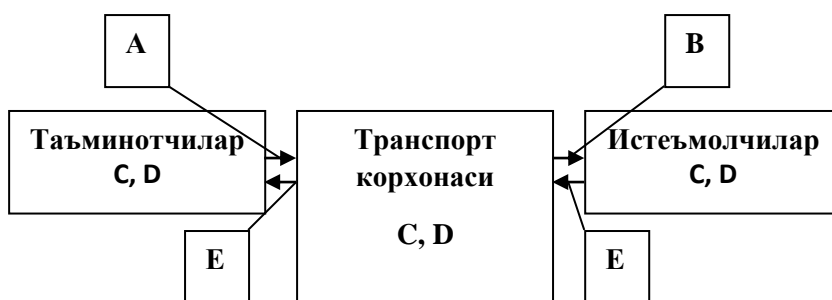 A
B
Таъминотчилар
C, D
Транспорт
корхонаси
C, D
Истеъмолчилар
C, D
E
E